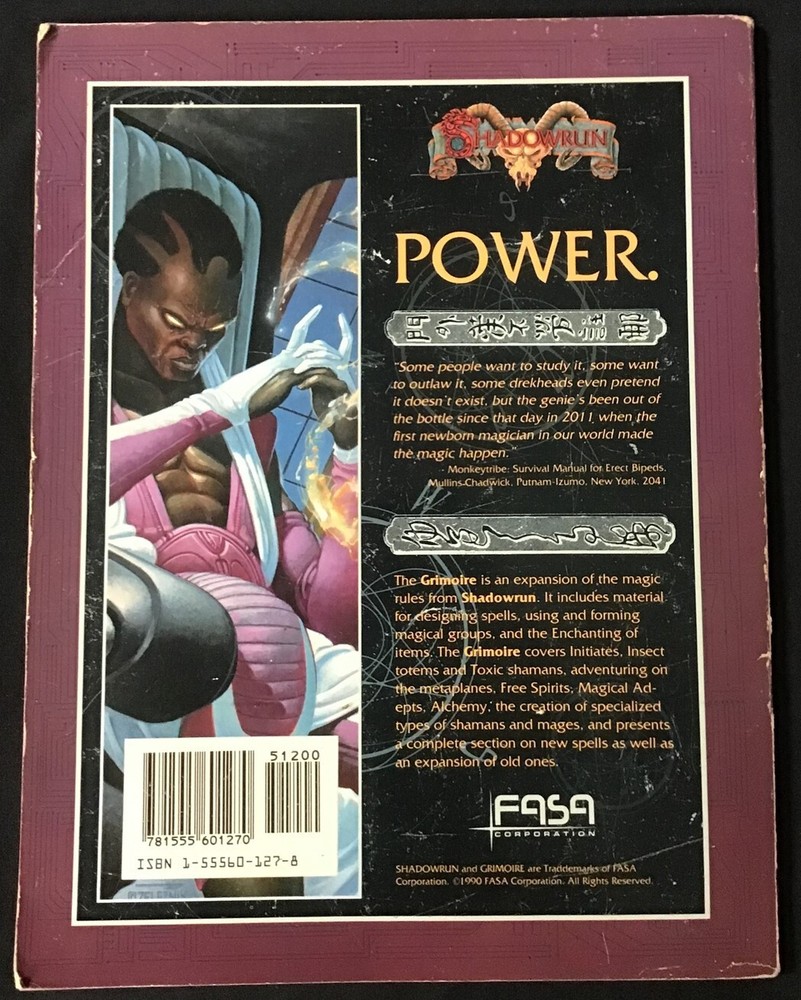 SHADOWRUN
POWER.
"Some people want to study it, some want
to outlaw it, some drekheads even pretend
it doesn't exist, but the genie's been out of
the bottle since that day in 2011 when the
first newborn magician in our world made
the magic happen."
- Monkeytribe: Survival Manual for Erect Bipeds,
Mullins-Chadwick, Putnam-Izumo, New York, 2041
The Grimoire is an expansion of the magic
rules from Shadowrun. It includes material
for designing spells, using and forming
magical groups, and the Enchanting of
items. The Grimoire covers Initiates, Insect
totems and Toxic shamans, adventuring on
the metaplanes, Free Spirits, Magical Ad-
epts, Alchemy, the creation of specialized
types of shamans and mages, and presents
a complete section on new spells as well as
an expansion of old ones.
51200
781555 601270
ISBN 1-55560-127-8
FASA
CORPORATION
SHADOWRUN and GRIMOIRE are Trademarks of FASA
Corporation. ©1990 FASA Corporation. All Rights Reserved.